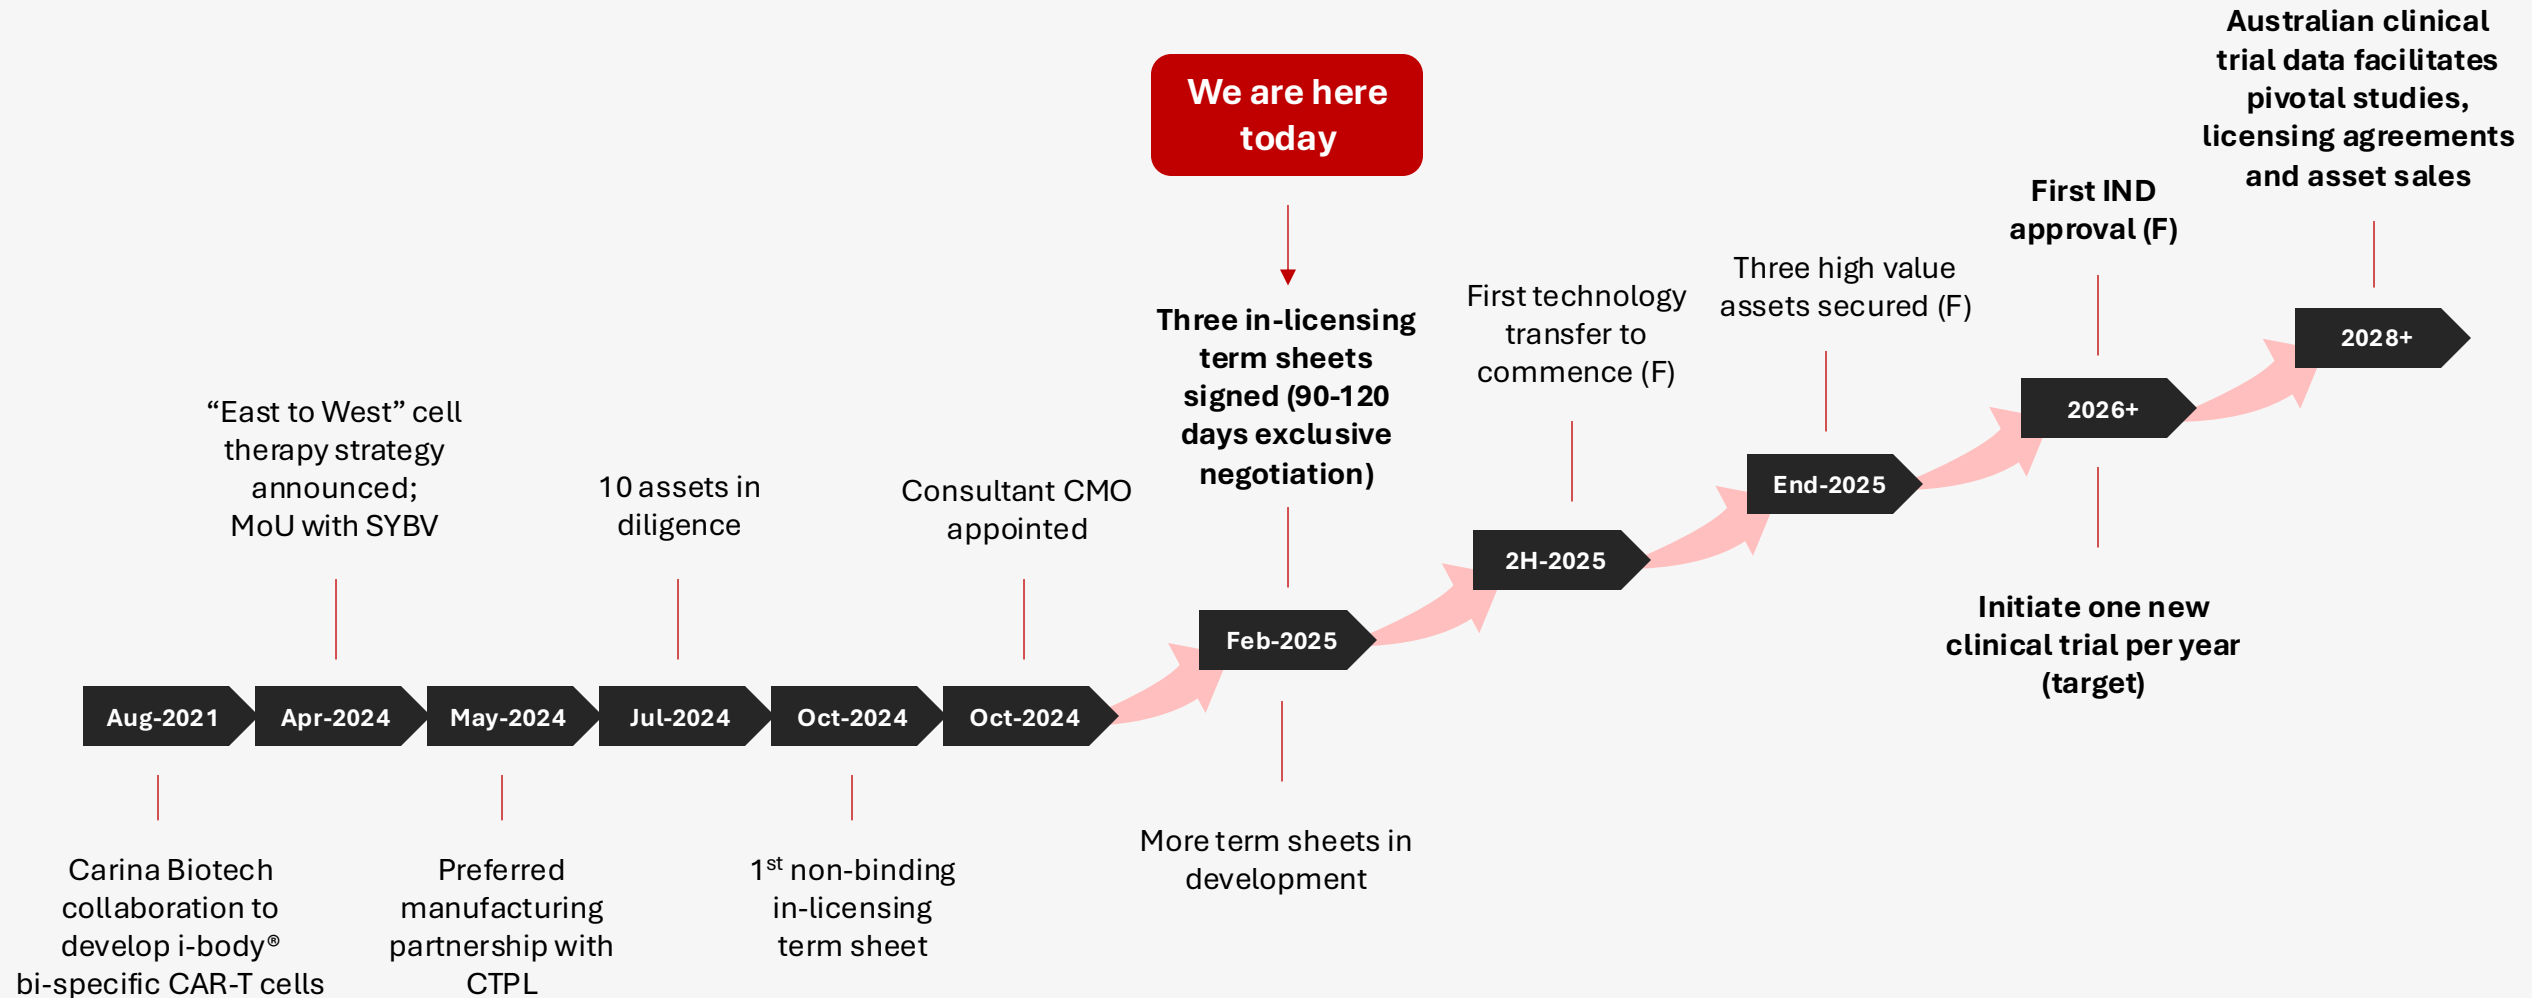 Australian clinical
trial data facilitates
pivotal studies,
licensing agreements
and asset sales
We are here
today
First IND
approval (F)
Three high value
assets secured (F)
First technology
transfer to
commence (F)
Three in-licensing
term sheets
signed (90-120
days exclusive
negotiation)
“East to West” cell
therapy strategy
announced;
MoU with SYBV
10 assets in
diligence
Consultant CMO
appointed
2028+
2026+
End-2025
2H-2025
Feb-2025
Aug-2021
Apr-2024
May-2024
Jul-2024
Oct-2024
Oct-2024
Initiate one new
clinical trial per year
(target)
More term sheets in
development
Carina Biotech
collaboration to
develop i-body®
bi-specific CAR-T cells
Preferred
manufacturing
partnership with
CTPL
1st non-binding
in-licensing
term sheet